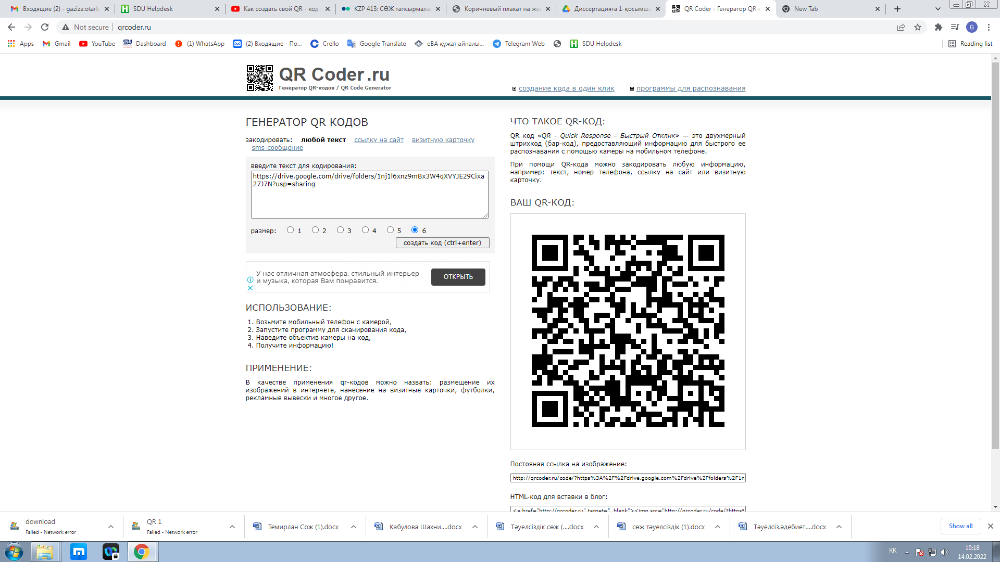 Входящие (2) - gaziza.otarb
SDU Helpdesk
Как создать свой QR - код
KZP 413: СӨЖ тапсырмалар
Коричневый плакат на же
Диссертацияға 1-қосымша
QR Coder - Генератор QR к
New Tab
Not secure
qrcoder.ru
G
Apps
Gmail
YouTube
Dashboard
(1) WhatsApp
(2) Входящие - По...
Crello
Google Translate
еВА құжат айналы...
Telegram Web
SDU Helpdesk
Reading list
QR Coder.ru
Генератор QR-кодов / QR Code Generator
создание кода в один клик
программы для распознавания
ГЕНЕРАТОР QR КОДОВ
закодировать: любой текст ссылку на сайт визитную карточку
sms-сообщение
введите текст для кодирования:
https://drive.google.com/drive/folders/1nj1l6xnz9mBx3W4qXVYJE29Cixa
27J7N?usp=sharing
размер: 1 2 3 4 5 6
создать код (ctrl+enter)
У нас отличная атмосфера, стильный интерьер
и музыка, которая Вам понравится.
ОТКРЫТЬ
ИСПОЛЬЗОВАНИЕ:
1. Возьмите мобильный телефон с камерой,
2. Запустите программу для сканирования кода,
3. Наведите объектив камеры на код,
4. Получите информацию!
ПРИМЕНЕНИЕ:
В качестве применения qr-кодов можно назвать: размещение их
изображений в интернете, нанесение на визитные карточки, футболки,
рекламные вывески и многое другое.
ЧТО ТАКОЕ QR-КОД:
QR код «QR - Quick Response - Быстрый Отклик» — это двухмерный
штрихкод (бар-код), предоставляющий информацию для быстрого ее
распознавания с помощью камеры на мобильном телефоне.
При помощи QR-кода можно закодировать любую информацию,
например: текст, номер телефона, ссылку на сайт или визитную
карточку.
ВАШ QR-КОД:
Постояная ссылка на изображение:
http://qrcoder.ru/code/?https%3A%2F%2Fdrive.google.com%2Fdrive%2Ffolders%2F1n
HTML-код для вставки в блог:
<a href="http://qrcoder.ru" target="_blank"><img src="http://qrcoder.ru/code/?https%
download
Failed - Network error
QR 1
Failed - Network error
Темирлан Сож (1).docx
Кабулова Шахни....docx
Тәуелсіздік сөж (....docx
сөж тәуелсіздік (1).docx
Тәуелсіз.әдебиет....docx
Show all
KK
10:18
14.02.2022